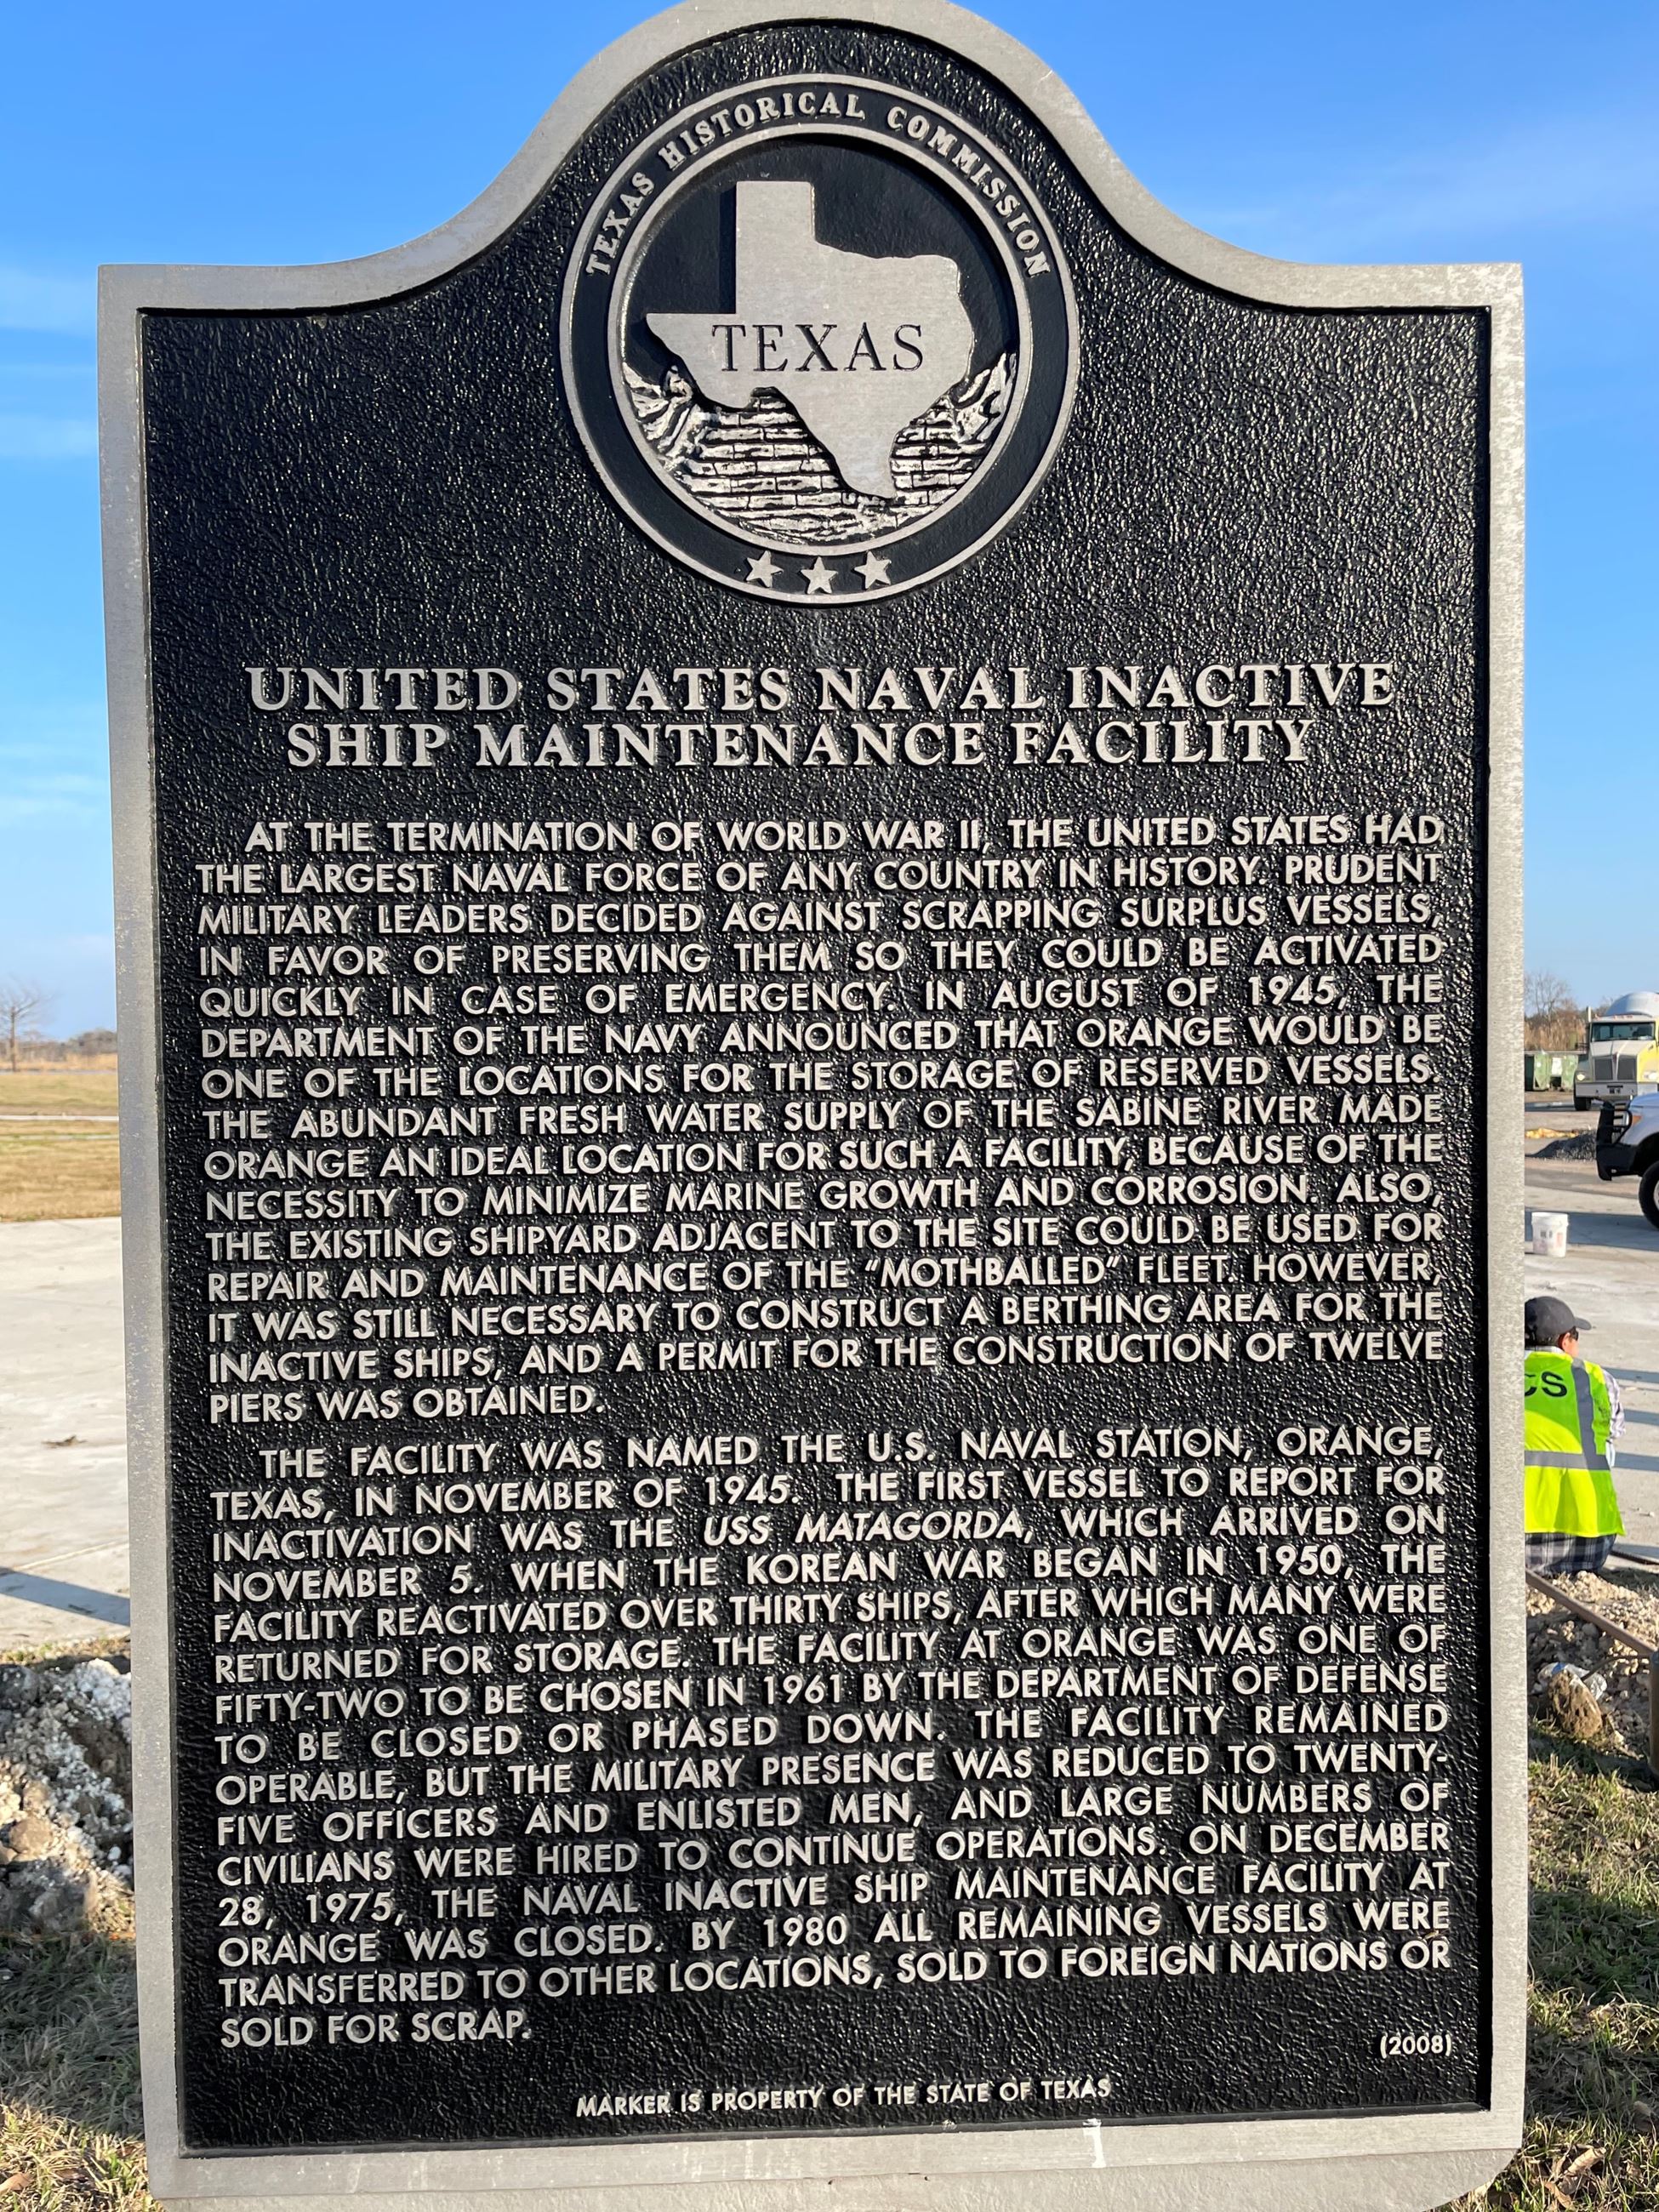 TEXAS HISTORICAL COMMISSION
TEXAS
UNITED STATES NAVAL INACTIVE
SHIP MAINTENANCE FACILITY
AT THE TERMINATION OF WORLD WAR II, THE UNITED STATES HAD
THE LARGEST NAVAL FORCE OF ANY COUNTRY IN HISTORY. PRUDENT
MILITARY LEADERS DECIDED AGAINST SCRAPPING SURPLUS VESSELS,
IN FAVOR OF PRESERVING THEM SO THEY COULD BE ACTIVATED
QUICKLY IN CASE OF EMERGENCY. IN AUGUST OF 1945, THE
DEPARTMENT OF THE NAVY ANNOUNCED THAT ORANGE WOULD BE
ONE OF THE LOCATIONS FOR THE STORAGE OF RESERVED VESSELS.
THE ABUNDANT FRESH WATER SUPPLY OF THE SABINE RIVER MADE
ORANGE AN IDEAL LOCATION FOR SUCH A FACILITY, BECAUSE OF THE
NECESSITY TO MINIMIZE MARINE GROWTH AND CORROSION. ALSO,
THE EXISTING SHIPYARD ADJACENT TO THE SITE COULD BE USED FOR
REPAIR AND MAINTENANCE OF THE "MOTHBALLED" FLEET. HOWEVER,
IT WAS STILL NECESSARY TO CONSTRUCT A BERTHING AREA FOR THE
INACTIVE SHIPS, AND A PERMIT FOR THE CONSTRUCTION OF TWELVE
PIERS WAS OBTAINED.
THE FACILITY WAS NAMED THE U.S. NAVAL STATION, ORANGE,
TEXAS, IN NOVEMBER OF 1945. THE FIRST VESSEL TO REPORT FOR
INACTIVATION WAS THE USS MATAGORDA, WHICH ARRIVED ON
NOVEMBER 5. WHEN THE KOREAN WAR BEGAN IN 1950, THE
FACILITY REACTIVATED OVER THIRTY SHIPS, AFTER WHICH MANY WERE
RETURNED FOR STORAGE. THE FACILITY AT ORANGE WAS ONE OF
FIFTY-TWO TO BE CHOSEN IN 1961 BY THE DEPARTMENT OF DEFENSE
TO BE CLOSED OR PHASED DOWN. THE FACILITY REMAINED
OPERABLE, BUT THE MILITARY PRESENCE WAS REDUCED TO TWENTY-
FIVE OFFICERS AND ENLISTED MEN, AND LARGE NUMBERS OF
CIVILIANS WERE HIRED TO CONTINUE OPERATIONS. ON DECEMBER
28, 1975, THE NAVAL INACTIVE SHIP MAINTENANCE FACILITY AT
ORANGE WAS CLOSED. BY 1980 ALL REMAINING VESSELS WERE
TRANSFERRED TO OTHER LOCATIONS, SOLD TO FOREIGN NATIONS OR
SOLD FOR SCRAP.
(2008)
MARKER IS PROPERTY OF THE STATE OF TEXAS